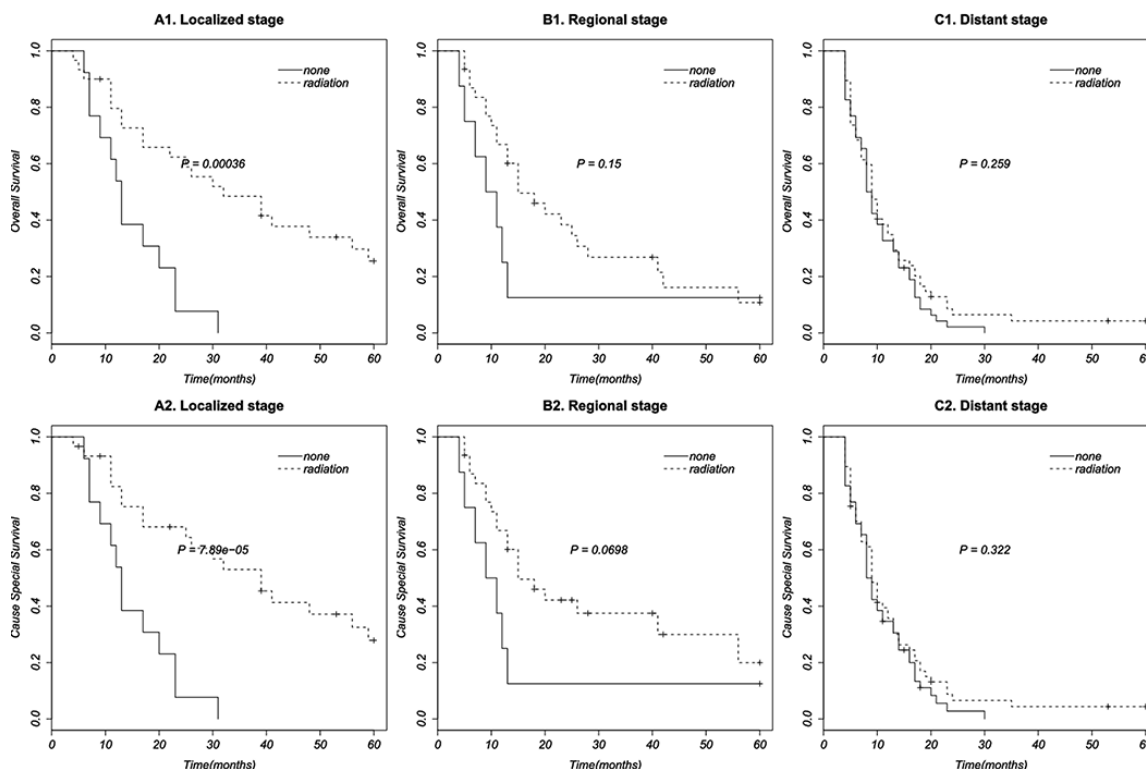 A1. Localized stage
1.0
0.8
0.6
0.4
0.2
0.0
Overall Survival
none
radiation
P = 0.00036
0 10 20 30 40 50 60
Time(months)
B1. Regional stage
1.0
0.8
0.6
0.4
0.2
0.0
Overall Survival
none
radiation
P = 0.15
0 10 20 30 40 50 60
Time(months)
C1. Distant stage
1.0
0.8
0.6
0.4
0.2
0.0
Overall Survival
none
radiation
P = 0.259
0 10 20 30 40 50 60
Time(months)
A2. Localized stage
1.0
0.8
0.6
0.4
0.2
0.0
Cause Special Survival
none
radiation
P = 7.89e−05
0 10 20 30 40 50 60
Time(months)
B2. Regional stage
1.0
0.8
0.6
0.4
0.2
0.0
Cause Special Survival
none
radiation
P = 0.0698
0 10 20 30 40 50 60
Time(months)
C2. Distant stage
1.0
0.8
0.6
0.4
0.2
0.0
Cause Special Survival
none
radiation
P = 0.322
0 10 20 30 40 50 60
Time(months)